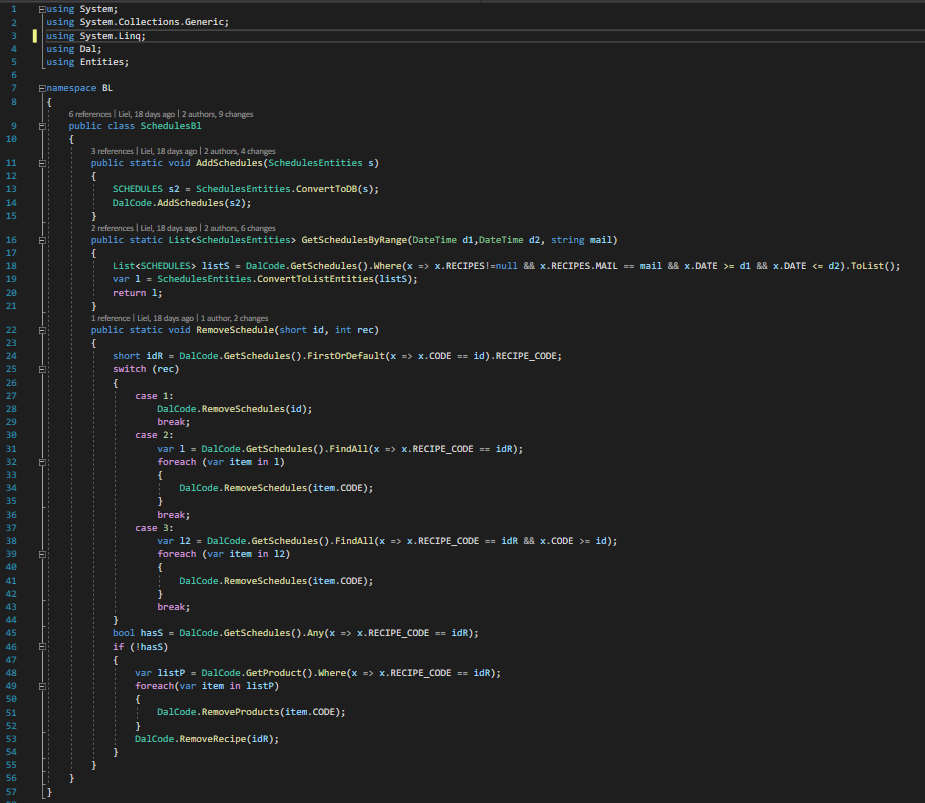 1 using System;
2 using System.Collections.Generic;
3 using System.Linq;
4 using Dal;
5 using Entities;
6
7 namespace BL
8 {
6 references | Liel, 18 days ago | 2 authors, 9 changes
9 public class SchedulesBl
10 {
3 references | Liel, 18 days ago | 2 authors, 4 changes
11 public static void AddSchedules(SchedulesEntities s)
12 {
13 SCHEDULES s2 = SchedulesEntities.ConvertToDB(s);
14 DalCode.AddSchedules(s2);
15 }
2 references | Liel, 18 days ago | 2 authors, 6 changes
16 public static List<SchedulesEntities> GetSchedulesByRange(DateTime d1,DateTime d2, string mail)
17 {
18 List<SCHEDULES> listS = DalCode.GetSchedules().Where(x => x.RECIPES!=null && x.RECIPES.MAIL == mail && x.DATE >= d1 && x.DATE <= d2).ToList();
19 var l = SchedulesEntities.ConvertToListEntities(listS);
20 return l;
21 }
1 reference | Liel, 18 days ago | 1 author, 2 changes
22 public static void RemoveSchedule(short id, int rec)
23 {
24 short idR = DalCode.GetSchedules().FirstOrDefault(x => x.CODE == id).RECIPE_CODE;
25 switch (rec)
26 {
27 case 1:
28 DalCode.RemoveSchedules(id);
29 break;
30 case 2:
31 var l = DalCode.GetSchedules().FindAll(x => x.RECIPE_CODE == idR);
32 foreach (var item in l)
33 {
34 DalCode.RemoveSchedules(item.CODE);
35 }
36 break;
37 case 3:
38 var l2 = DalCode.GetSchedules().FindAll(x => x.RECIPE_CODE == idR && x.CODE >= id);
39 foreach (var item in l2)
40 {
41 DalCode.RemoveSchedules(item.CODE);
42 }
43 break;
44 }
45 bool hasS = DalCode.GetSchedules().Any(x => x.RECIPE_CODE == idR);
46 if (!hasS)
47 {
48 var listP = DalCode.GetProduct().Where(x => x.RECIPE_CODE == idR);
49 foreach(var item in listP)
50 {
51 DalCode.RemoveProducts(item.CODE);
52 }
53 DalCode.RemoveRecipe(idR);
54 }
55 }
56 }
57 }